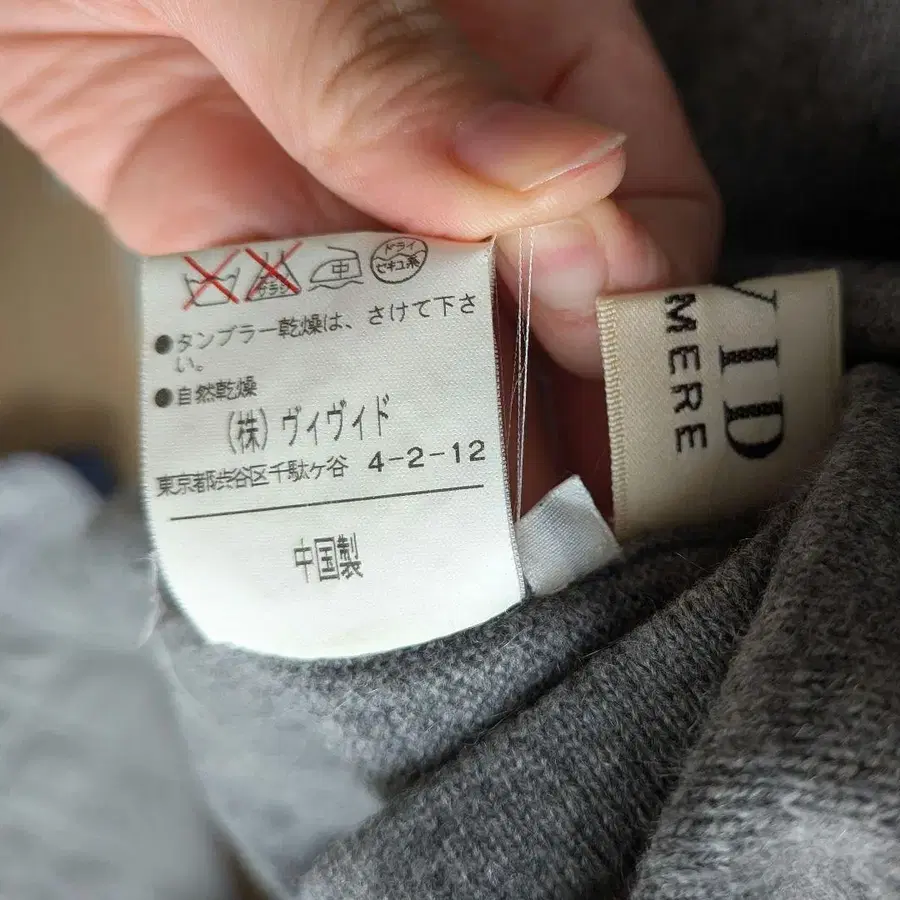 中
ドライ
セキユ系
●タンブラー乾燥は、さけて下さ
い。
●自然乾燥
(株)ヴィヴィド
東京都渋谷区千駄ケ谷 4-2-12
中国製
VID
MERE